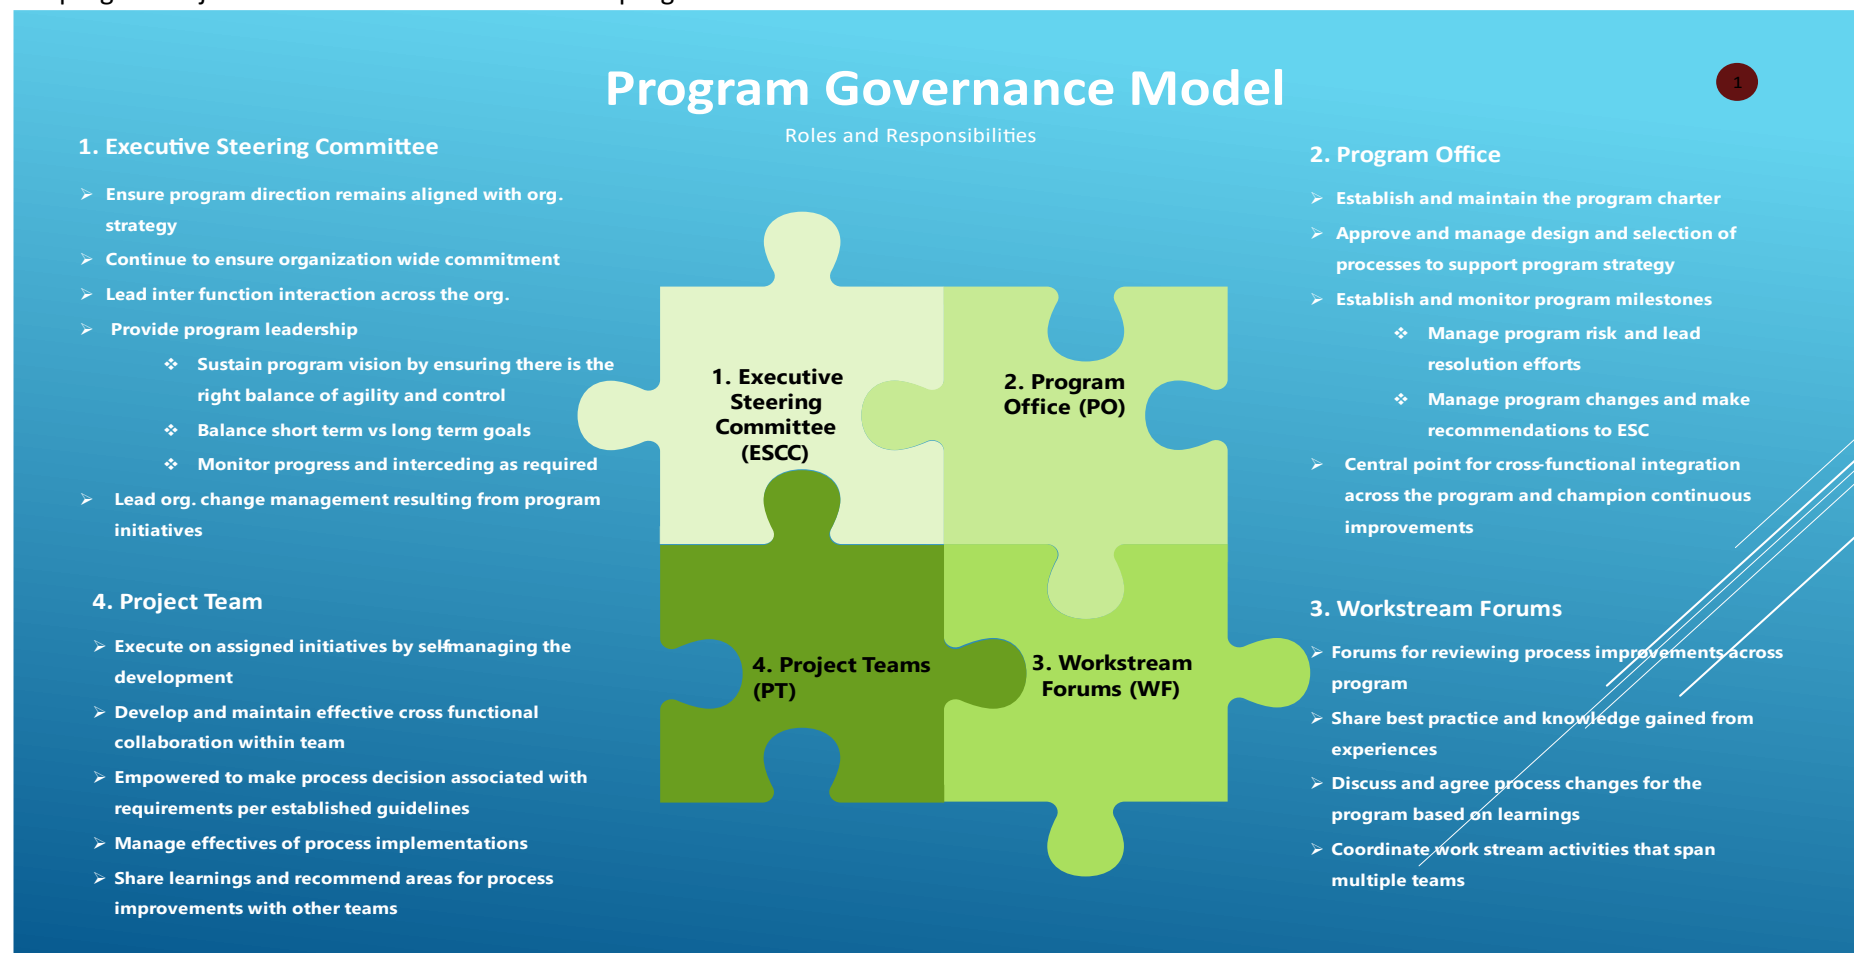 Program Governance Model
1
Roles and Responsibilities
1. Executive Steering Committee
Ensure program direction remains aligned with org.
strategy
Continue to ensure organization wide commitment
Lead inter function interaction across the org.
Provide program leadership
Sustain program vision by ensuring there is the
right balance of agility and control
Balance short term vs long term goals
Monitor progress and interceding as required
Lead org. change management resulting from program
initiatives
2. Program Office
Establish and maintain the program charter
Approve and manage design and selection of
processes to support program strategy
Establish and monitor program milestones
Manage program risk and lead
resolution efforts
Manage program changes and make
recommendations to ESC
Central point for cross-functional integration
across the program and champion continuous
improvements
1. Executive
Steering
Committee
(ESCC)
2. Program
Office (PO)
4. Project Teams
(PT)
3. Workstream
Forums (WF)
4. Project Team
Execute on assigned initiatives by self-managing the
development
Develop and maintain effective cross functional
collaboration within team
Empowered to make process decision associated with
requirements per established guidelines
Manage effectives of process implementations
Share learnings and recommend areas for process
improvements with other teams
3. Workstream Forums
Forums for reviewing process improvements across
program
Share best practice and knowledge gained from
experiences
Discuss and agree process changes for the
program based on learnings
Coordinate work stream activities that span
multiple teams